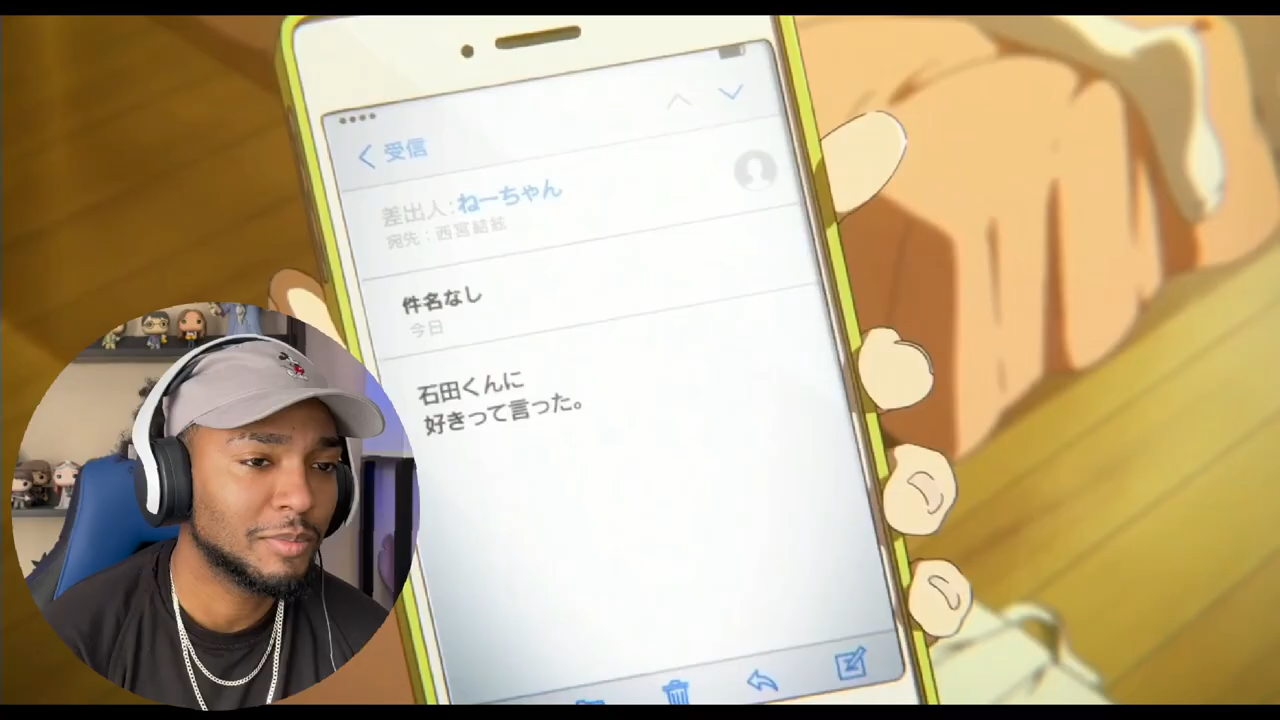 受信
差出人：ねーちゃん
宛先：西宮結絃
件名なし
今日
石田くんに
好きって言った。